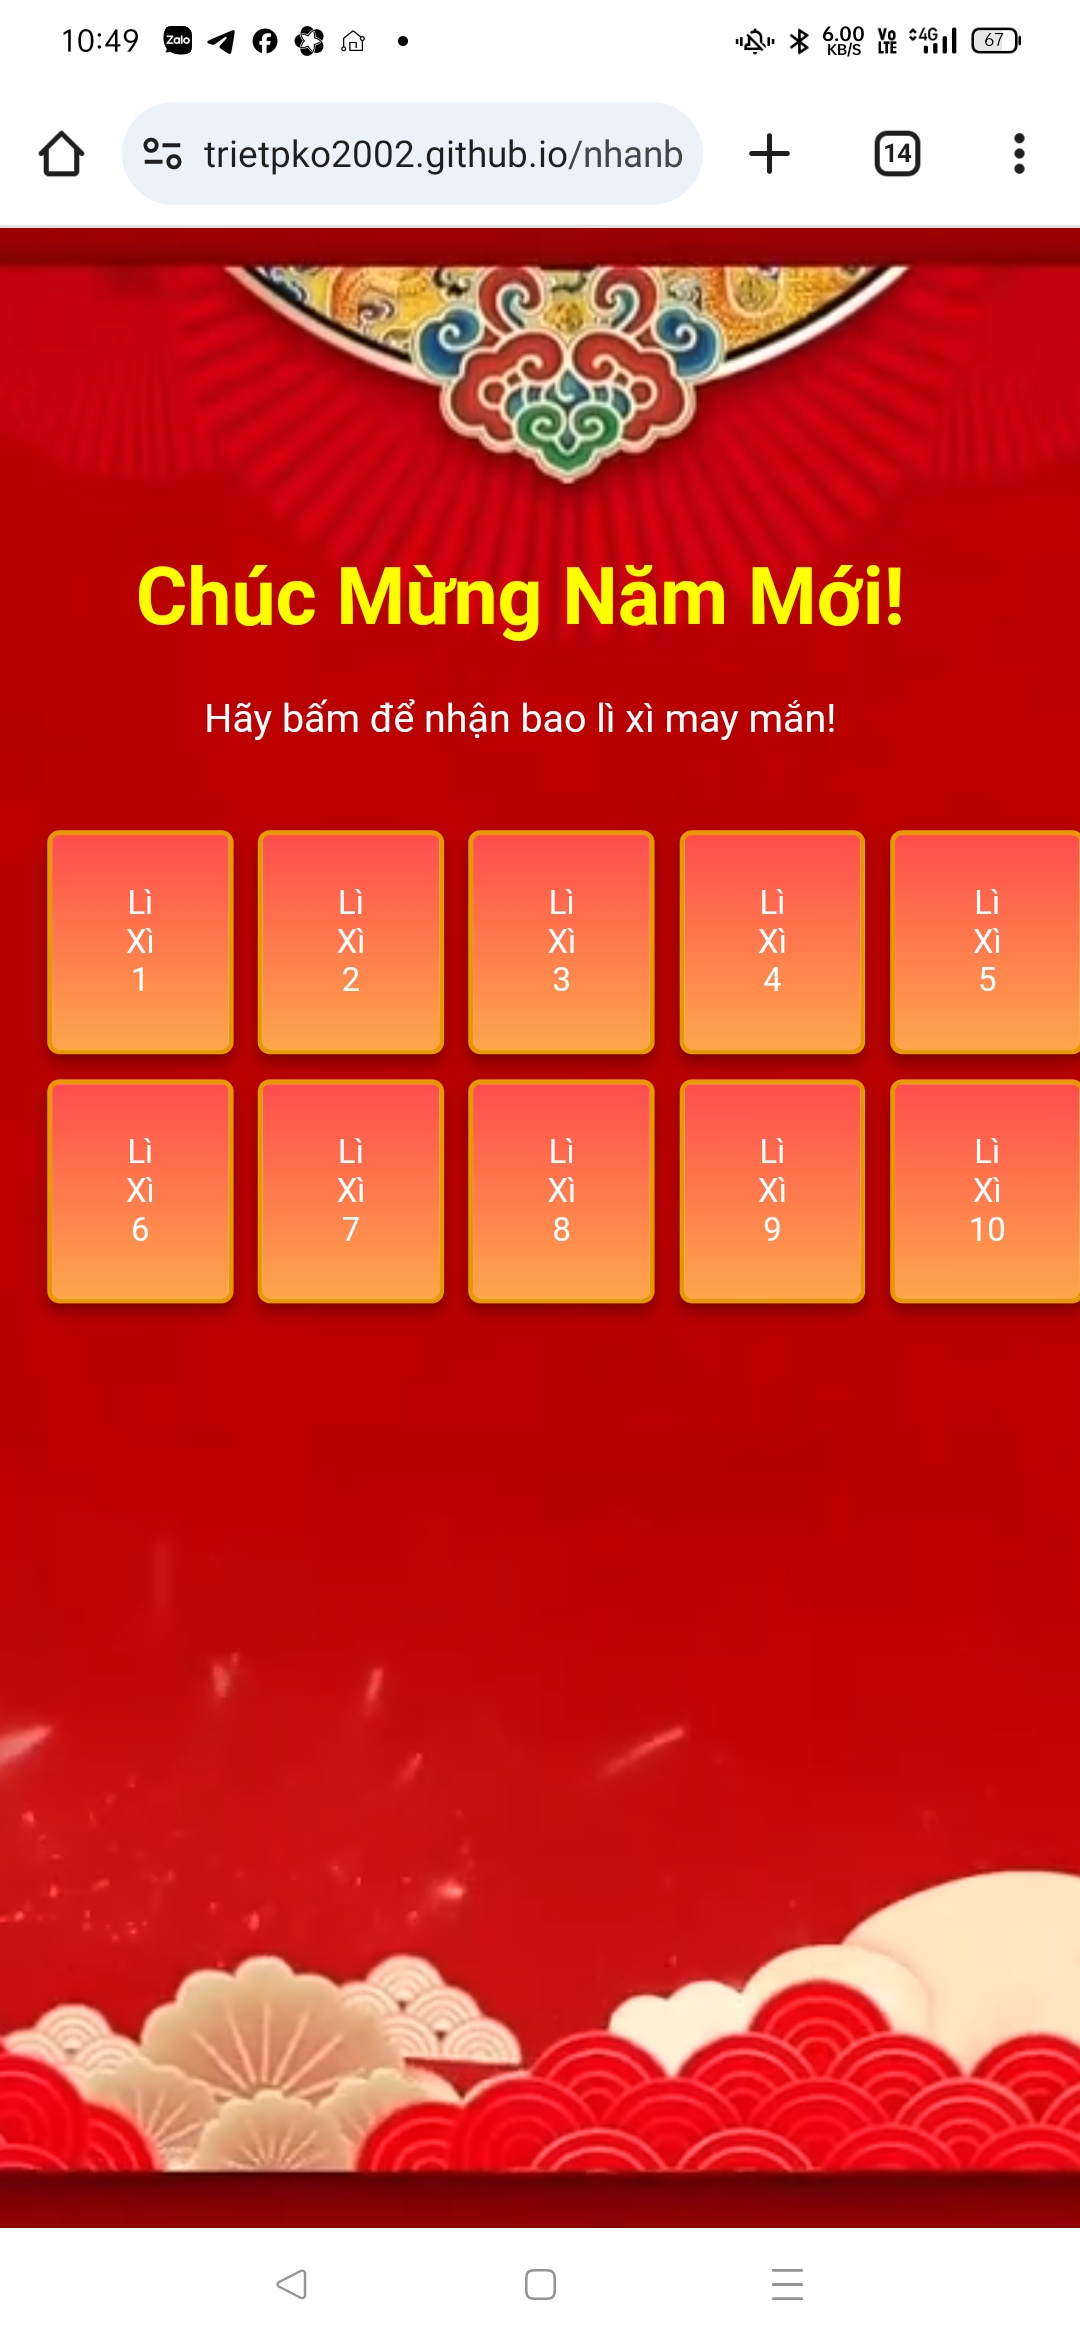 10:49
Zalo
6.00
KB/S
Vo
LTE
4G
67
trietpko2002.github.io/nhanb
14
Chúc Mừng Năm Mới!
Hãy bấm để nhận bao lì xì may mắn!
Lì
Xì
1
Lì
Xì
2
Lì
Xì
3
Lì
Xì
4
Lì
Xì
5
Lì
Xì
6
Lì
Xì
7
Lì
Xì
8
Lì
Xì
9
Lì
Xì
10